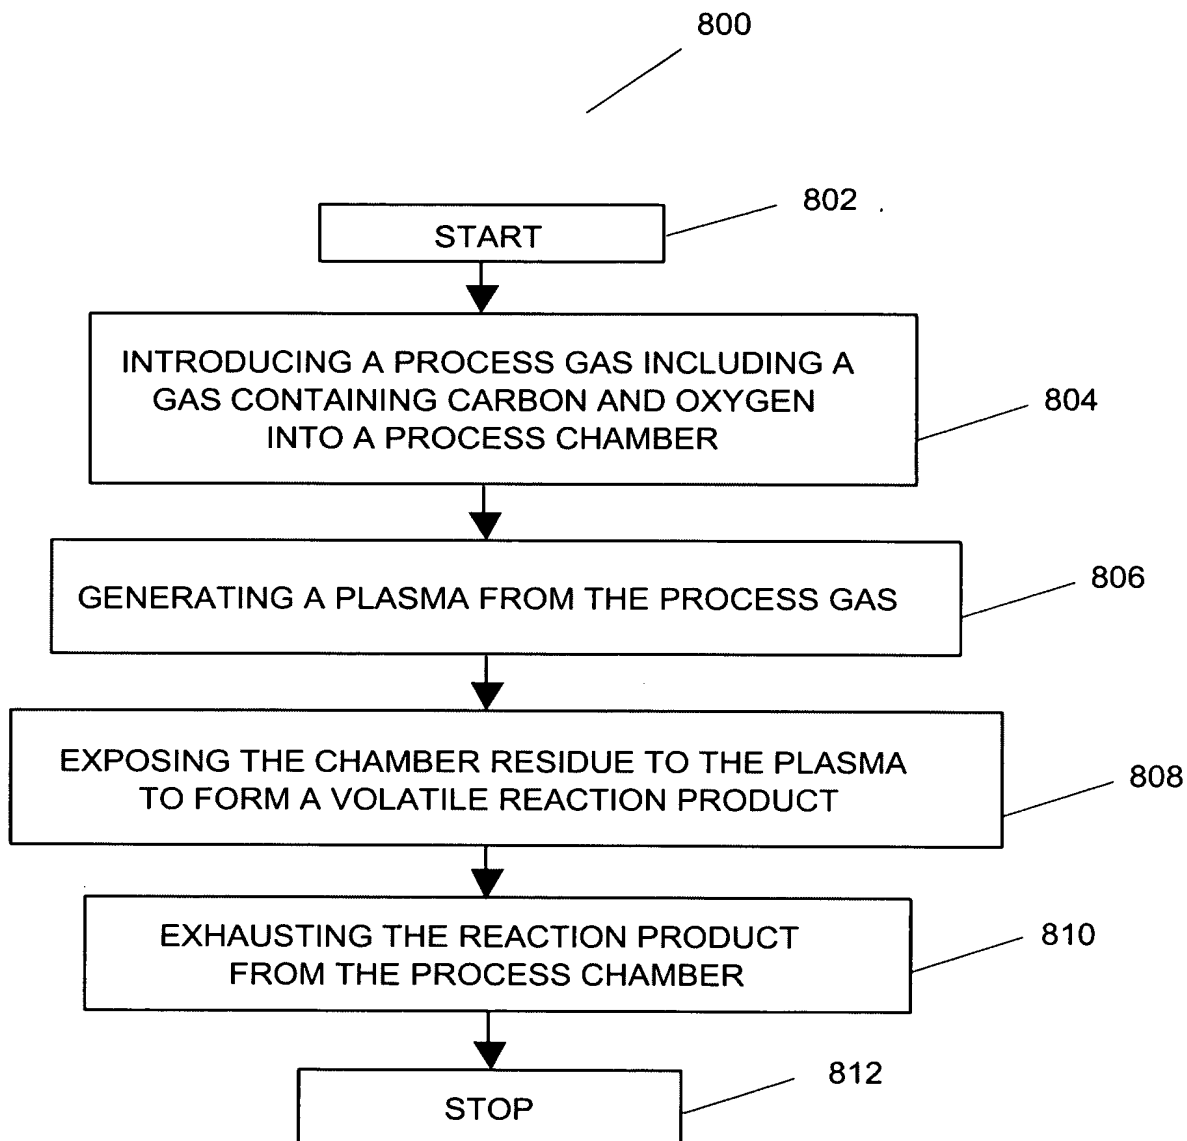 800
802
START
INTRODUCING A PROCESS GAS INCLUDING A
GAS CONTAINING CARBON AND OXYGEN
INTO A PROCESS CHAMBER
804
GENERATING A PLASMA FROM THE PROCESS GAS
806
EXPOSING THE CHAMBER RESIDUE TO THE PLASMA
TO FORM A VOLATILE REACTION PRODUCT
808
EXHAUSTING THE REACTION PRODUCT
FROM THE PROCESS CHAMBER
810
STOP
812